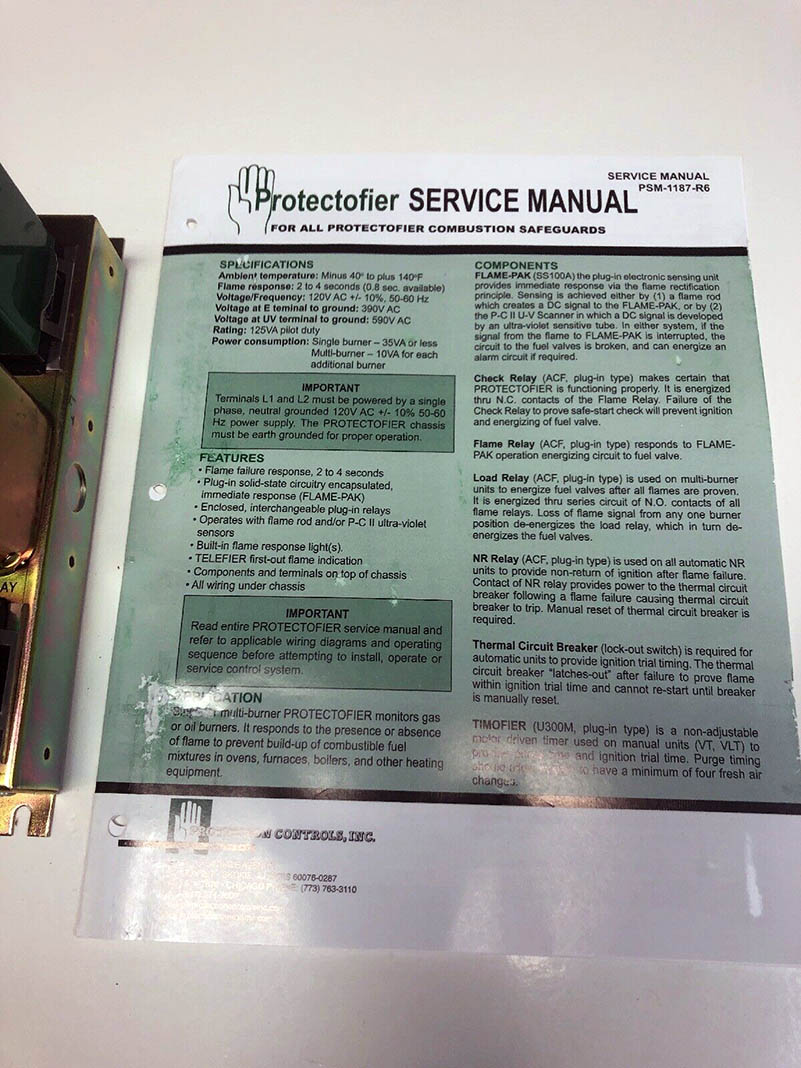 SERVICE MANUAL
PSM-1187-R6
Protectofier SERVICE MANUAL
FOR ALL PROTECTOFIER COMBUSTION SAFEGUARDS
SPECIFICATIONS
Ambient temperature: Minus 40° to plus 140°F
Flame response: 2 to 4 seconds (0.8 sec. available)
Voltage/Frequency: 120V AC +/- 10%, 50-60 Hz
Voltage at E teminal to ground: 390V AC
Voltage at UV terminal to ground: 590V AC
Rating: 125VA pilot duty
Power consumption: Single burner – 35VA or less
Multi-burner – 10VA for each
additional burner
IMPORTANT
Terminals L1 and L2 must be powered by a single
phase, neutral grounded 120V AC +/- 10% 50-60
Hz power supply. The PROTECTOFIER chassis
must be earth grounded for proper operation.
FEATURES
• Flame failure response, 2 to 4 seconds
• Plug-in solid-state circuitry encapsulated,
immediate response (FLAME-PAK)
• Enclosed, interchangeable plug-in relays
• Operates with flame rod and/or P-C II ultra-violet
sensors
• Built-in flame response light(s).
• TELEFIER first-out flame indication
• Components and terminals on top of chassis
• All wiring under chassis
IMPORTANT
Read entire PROTECTOFIER service manual and
refer to applicable wiring diagrams and operating
sequence before attempting to install, operate or
service control system.
APPLICATION
multi-burner PROTECTOFIER monitors gas
or oil burners. It responds to the presence or absence
of flame to prevent build-up of combustible fuel
mixtures in ovens, furnaces, boilers, and other heating
equipment.
COMPONENTS
FLAME-PAK (SS100A) the plug-in electronic sensing unit
provides immediate response via the flame rectification
principle. Sensing is achieved either by (1) a flame rod
which creates a DC signal to the FLAME-PAK, or by (2)
the P-C II U-V Scanner in which a DC signal is developed
by an ultra-violet sensitive tube. In either system, if the
signal from the flame to FLAME-PAK is interrupted, the
circuit to the fuel valves is broken, and can energize an
alarm circuit if required.
Check Relay (ACF, plug-in type) makes certain that
PROTECTOFIER is functioning properly. It is energized
thru N.C. contacts of the Flame Relay. Failure of the
Check Relay to prove safe-start check will prevent ignition
and energizing of fuel valve.
Flame Relay (ACF, plug-in type) responds to FLAME-
PAK operation energizing circuit to fuel valve.
Load Relay (ACF, plug-in type) is used on multi-burner
units to energize fuel valves after all flames are proven.
It is energized thru series circuit of N.O. contacts of all
flame relays. Loss of flame signal from any one burner
position de-energizes the load relay, which in turn de-
energizes the fuel valves.
NR Relay (ACF, plug-in type) is used on all automatic NR
units to provide non-return of ignition after flame failure.
Contact of NR relay provides power to the thermal circuit
breaker following a flame failure causing thermal circuit
breaker to trip. Manual reset of thermal circuit breaker is
required.
Thermal Circuit Breaker (lock-out switch) is required for
automatic units to provide ignition trial timing. The thermal
circuit breaker "latches-out" after failure to prove flame
within ignition trial time and cannot re-start until breaker
is manually reset.
TIMOFIER (U300M, plug-in type) is a non-adjustable
motor driven timer used on manual units (VT, VLT) to
and ignition trial time. Purge timing
to have a minimum of four fresh air
changes.
CONTROLS, INC.
60076-0287
CHICAGO (773) 763-3110
AY